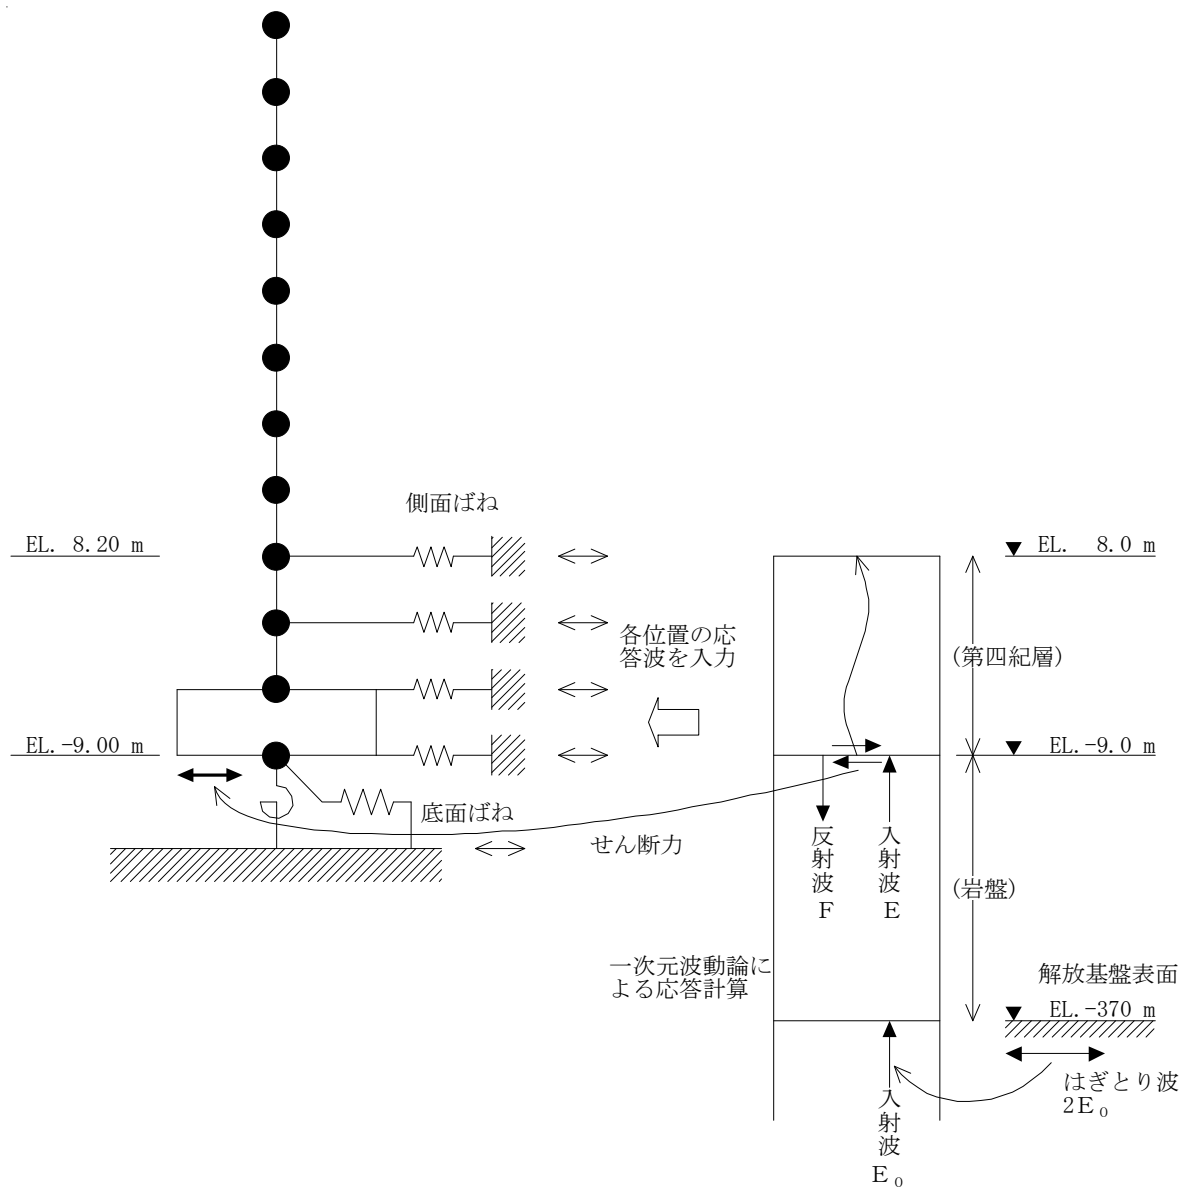 側面ばね
EL. 8.20 m
EL. 8.0 m
各位置の応
答波を入力
(第四紀層)
EL.-9.00 m
EL.-9.0 m
底面ばね
せん断力
反射波F
入射波E
(岩盤)
一次元波動論に
よる応答計算
解放基盤表面
EL.-370 m
はぎとり波
2E₀
入射波E₀